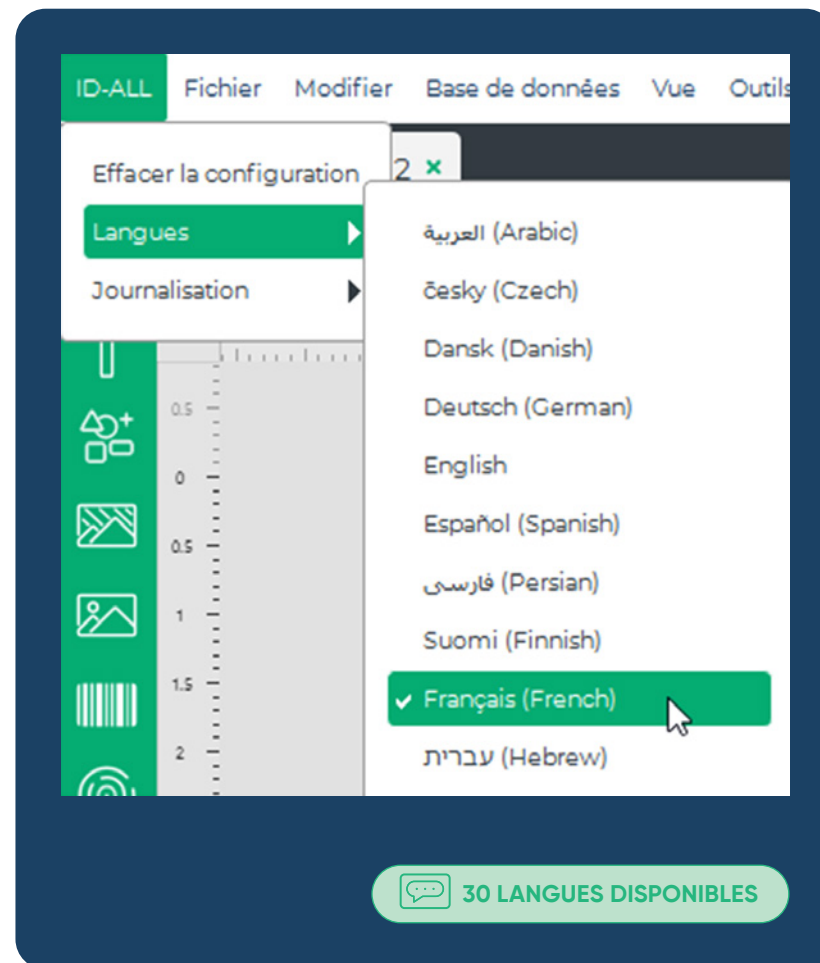 ID-ALL Fichier Modifier Base de données Vue Outils
Effacer la configuration
2 ×
Langues
Journalisation
العربية (Arabic)
česky (Czech)
Dansk (Danish)
Deutsch (German)
English
Español (Spanish)
فارسی (Persian)
Suomi (Finnish)
✔ Français (French)
עברית (Hebrew)
0.5
0
0.5
1
1.5
2
30 LANGUES DISPONIBLES